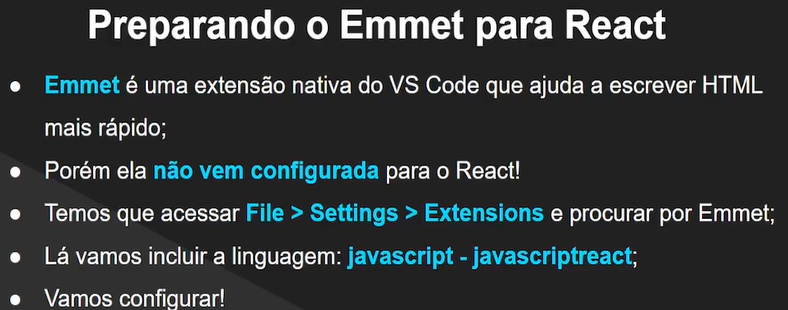 Preparando o Emmet para React
● Emmet é uma extensão nativa do VS Code que ajuda a escrever HTML
mais rápido;
● Porém ela não vem configurada para o React!
● Temos que acessar File > Settings > Extensions e procurar por Emmet;
● Lá vamos incluir a linguagem: javascript - javascriptreact;
● Vamos configurar!